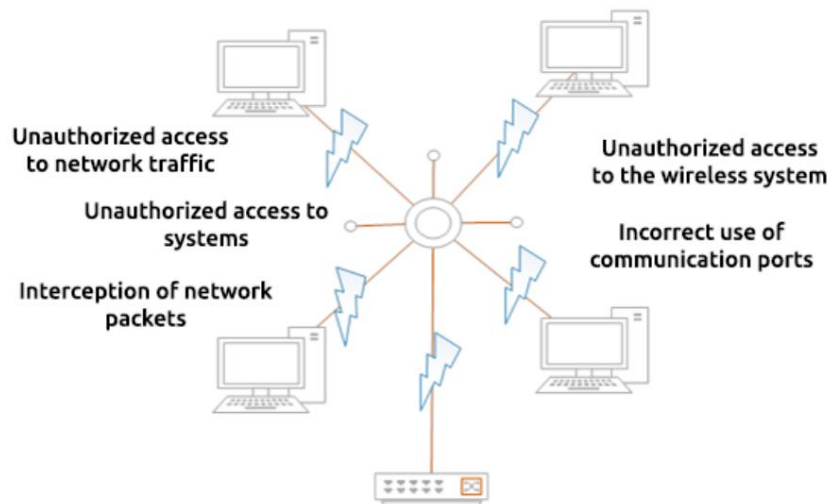 Unauthorized access
to network traffic
Unauthorized access to
systems
Interception of network
packets
Unauthorized access
to the wireless system
Incorrect use of
communication ports